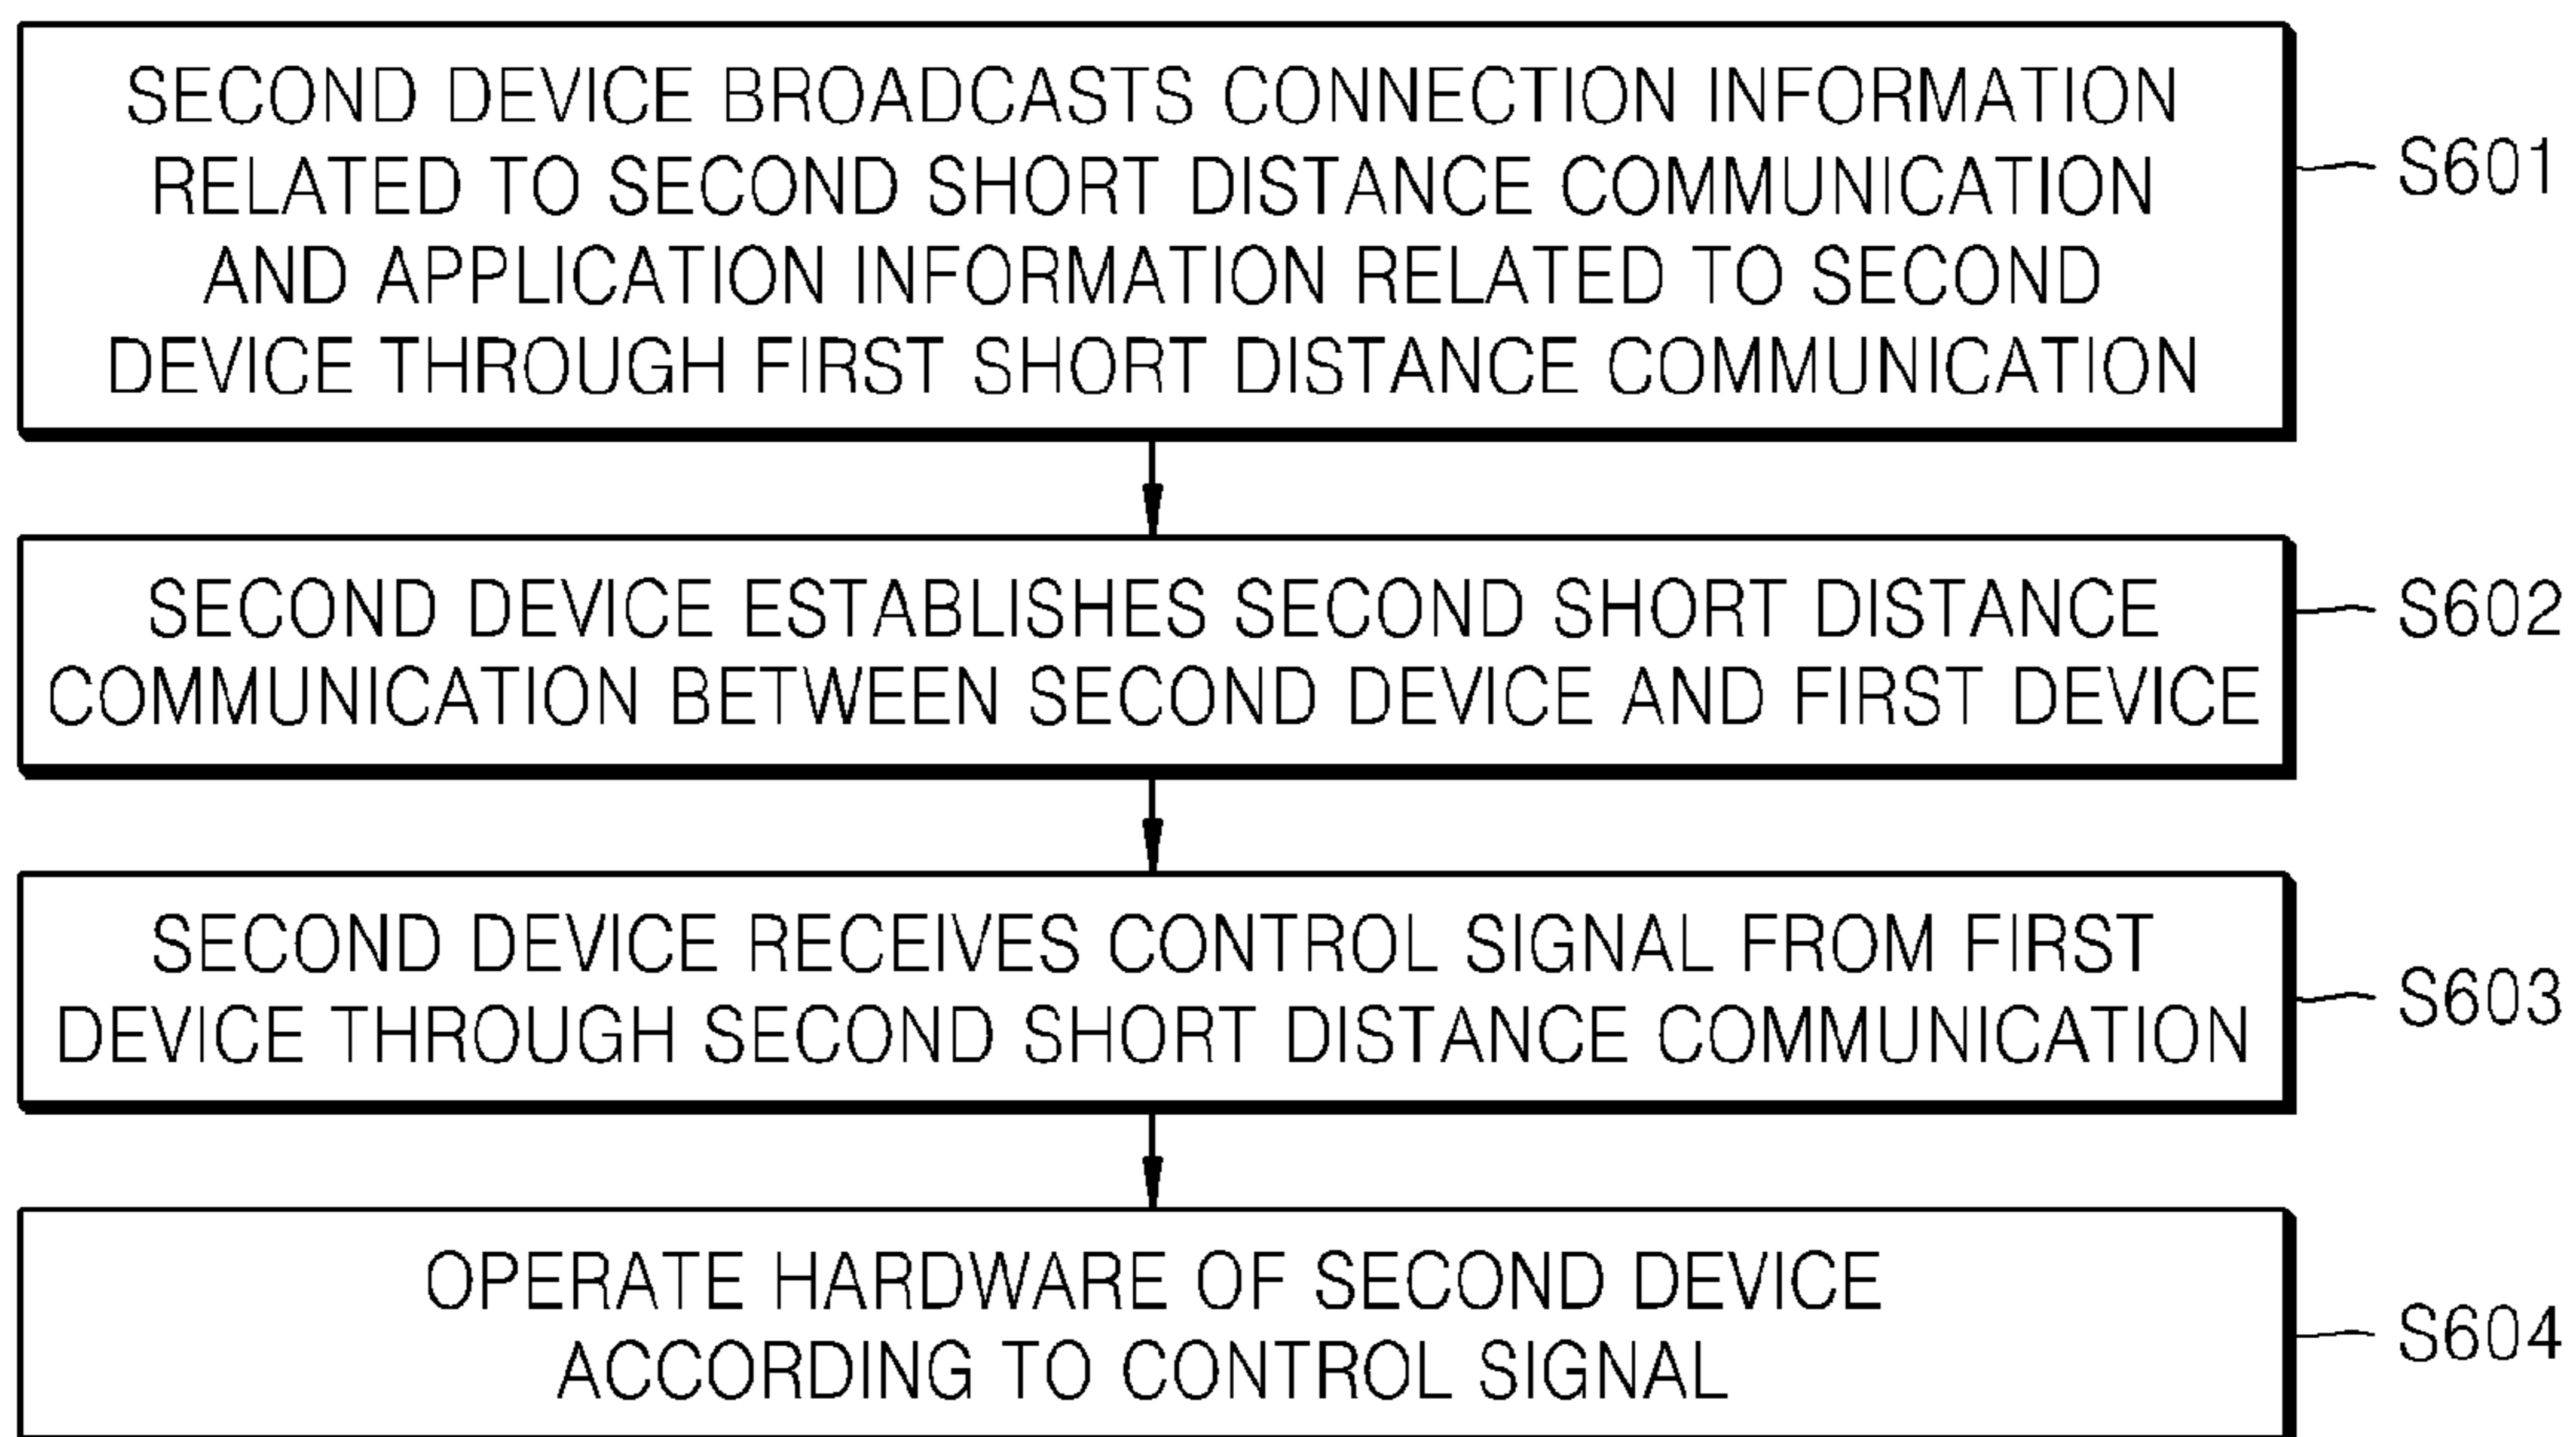 SECOND DEVICE BROADCASTS CONNECTION INFORMATION
RELATED TO SECOND SHORT DISTANCE COMMUNICATION
AND APPLICATION INFORMATION RELATED TO SECOND
DEVICE THROUGH FIRST SHORT DISTANCE COMMUNICATION
S601
SECOND DEVICE ESTABLISHES SECOND SHORT DISTANCE
COMMUNICATION BETWEEN SECOND DEVICE AND FIRST DEVICE
S602
SECOND DEVICE RECEIVES CONTROL SIGNAL FROM FIRST
DEVICE THROUGH SECOND SHORT DISTANCE COMMUNICATION
S603
OPERATE HARDWARE OF SECOND DEVICE
ACCORDING TO CONTROL SIGNAL
S604